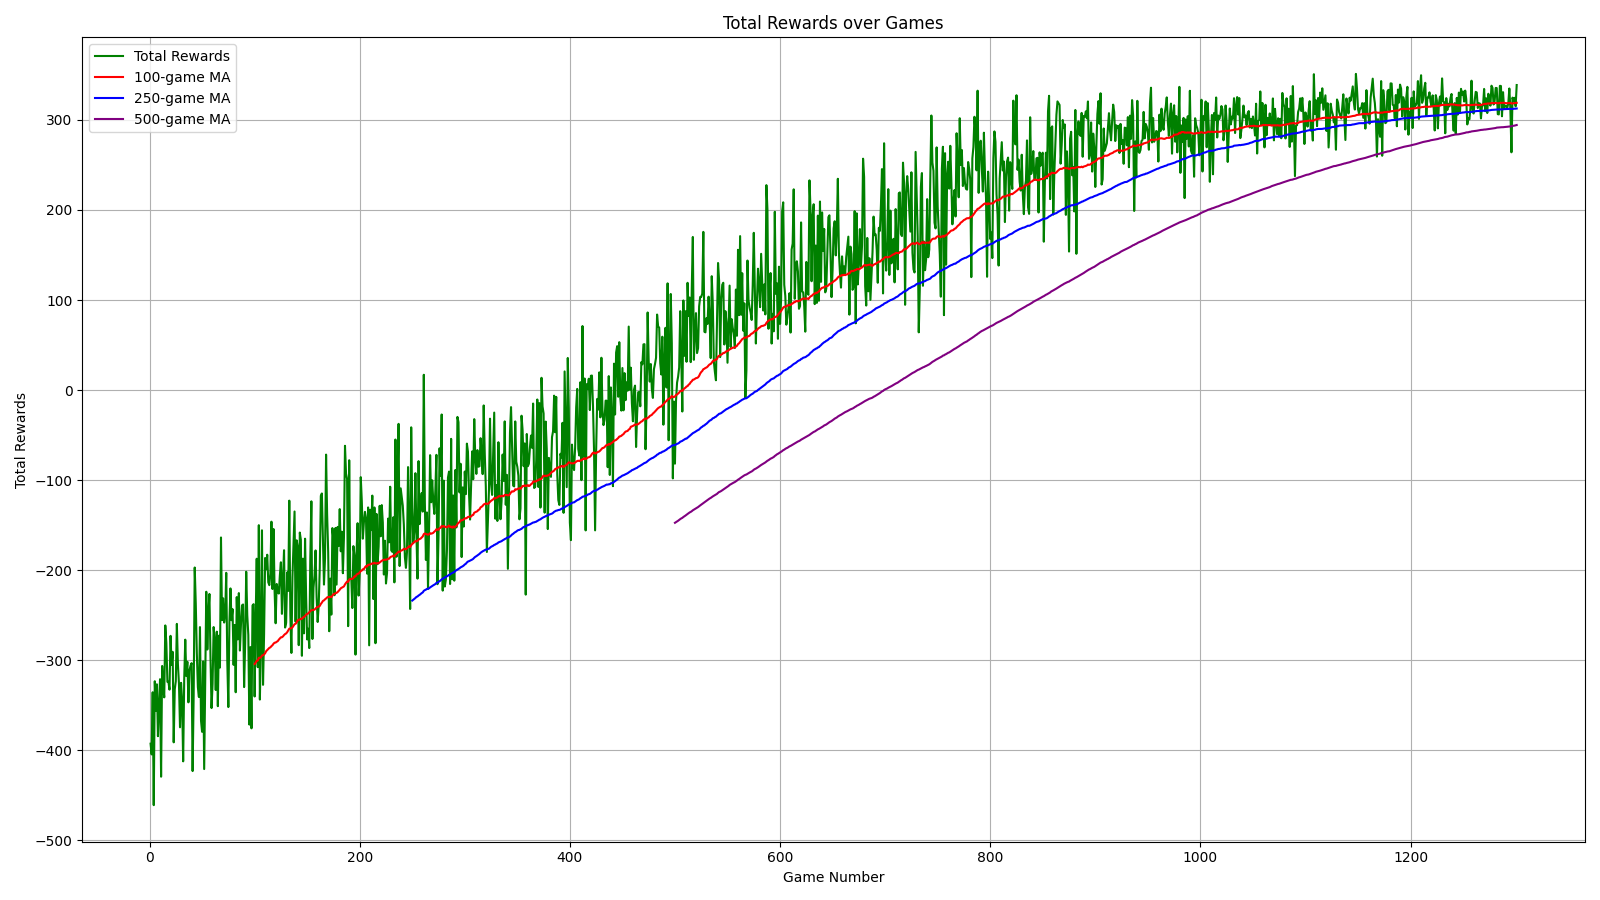 Total Rewards over Games
Total Rewards
100-game MA
250-game MA
500-game MA
300
200
100
0
−100
−200
−300
−400
−500
Total Rewards
0 200 400 600 800 1000 1200
Game Number